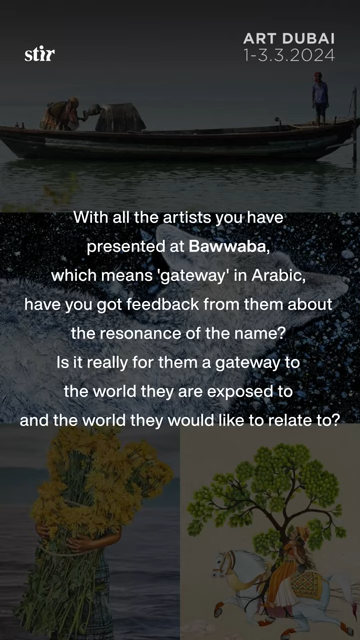 stir
ART DUBAI
1-3.3.2024
With all the artists you have
presented at Bawwaba,
which means 'gateway' in Arabic,
have you got feedback from them about
the resonance of the name?
Is it really for them a gateway to
the world they are exposed to
and the world they would like to relate to?